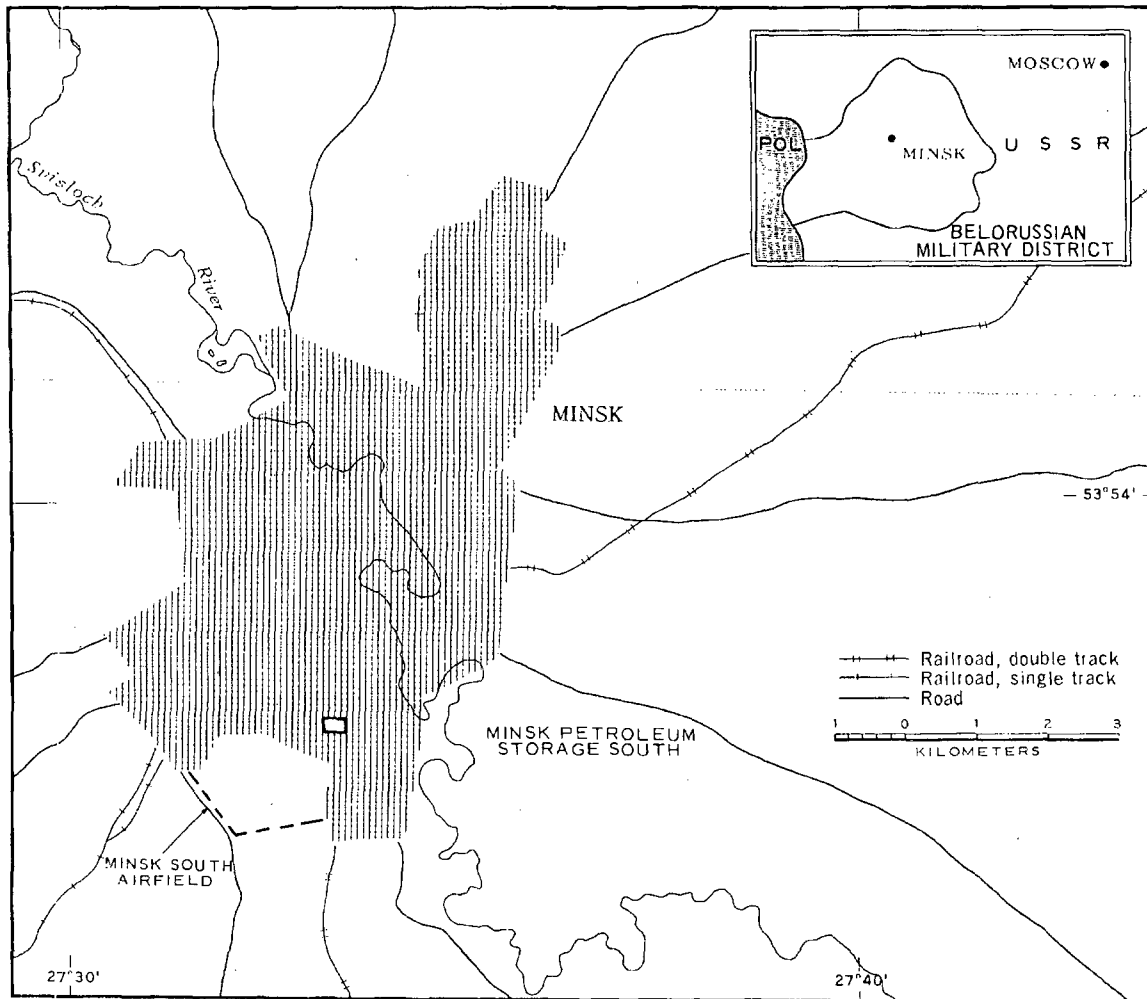 MOSCOW
POL
MINSK
U S S R
BELORUSSIAN
MILITARY DISTRICT
Svisloch
River
MINSK
53°54'
Railroad, double track
Railroad, single track
Road
1 0 1 2 3
KILOMETERS
MINSK PETROLEUM
STORAGE SOUTH
MINSK SOUTH
AIRFIELD
27°30'
27°40'